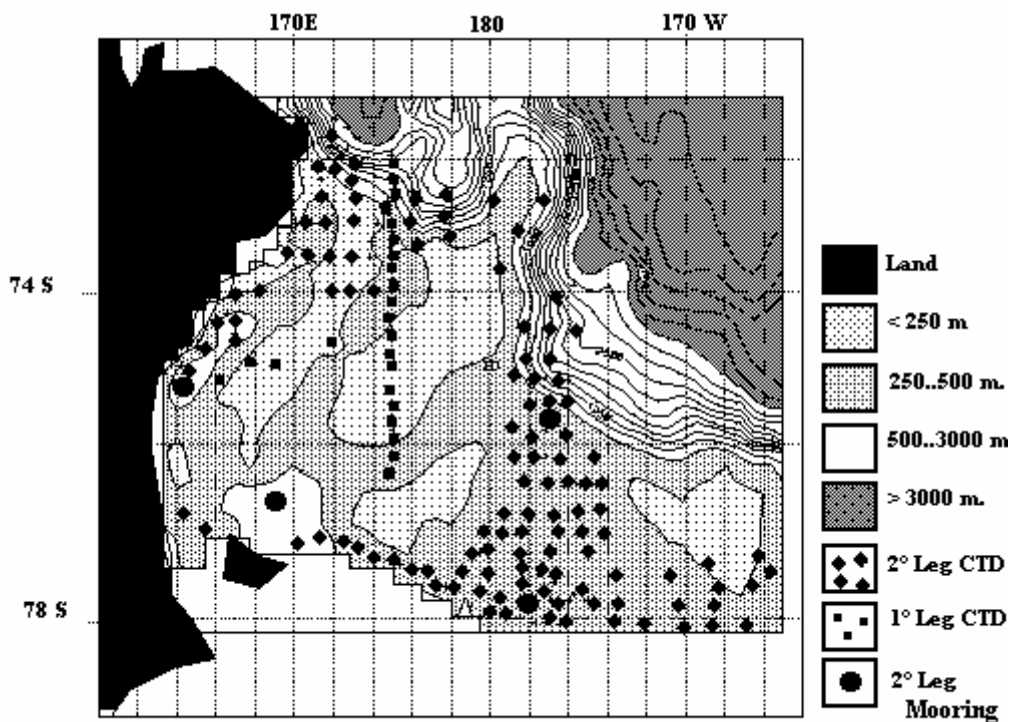 170E 180 170 W
74 S
78 S
Land
< 250 m
250..500 m.
500..3000 m
> 3000 m.
2° Leg CTD
1° Leg CTD
2° Leg
Mooring